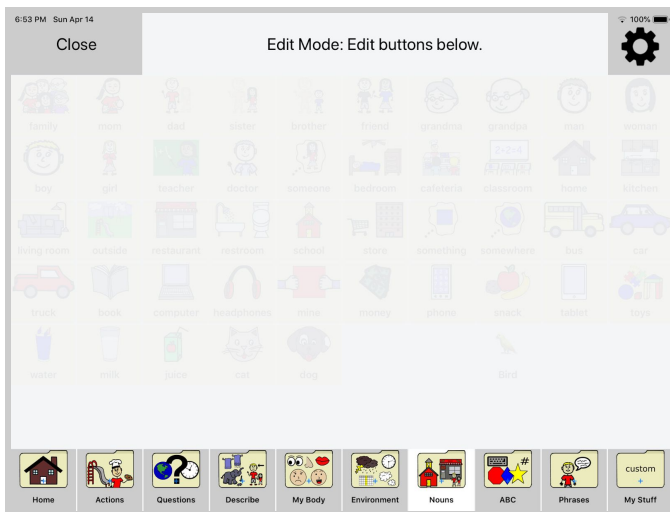 6:53 PM Sun Apr 14 100%
Close Edit Mode: Edit buttons below.
family mom dad sister brother friend grandma grandpa man woman
boy girl teacher doctor someone bedroom cafeteria classroom home kitchen
2+2=4
living room outside restaurant restroom school store something somewhere bus car
truck book computer headphones mine money phone snack tablet toys
water milk juice cat dog Bird
custom
Home Actions Questions Describe My Body Environment Nouns ABC Phrases My Stuff